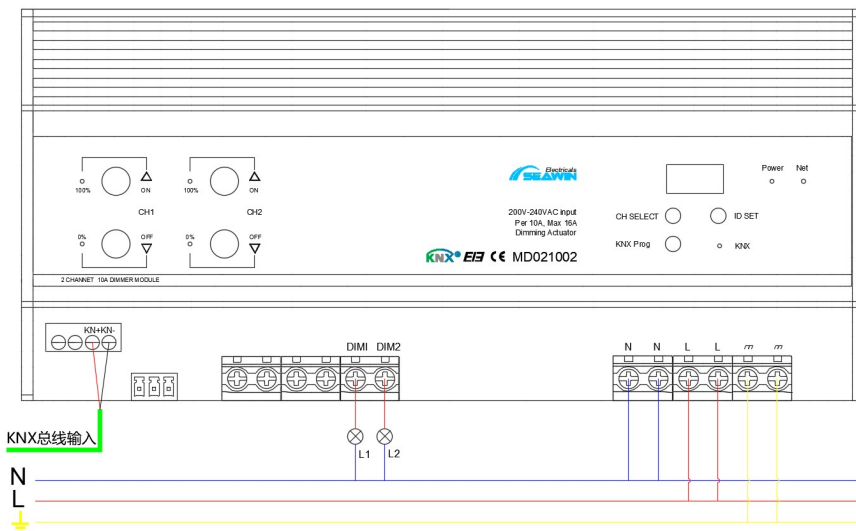 Electricals
SEAWIN
Power Net
100% ON 100% ON
CH1 CH2
200V-240VAC input
Per 10A, Max 16A
Dimming Actuator
CH SELECT ID SET
0% OFF 0% OFF
KNX Prog KNX
KNX EIB CE MD021002
2 CHANNET 10A DIMMER MODULE
KN+KN-
DIMI DIM2 N N L L
KNX总线输入
L1 L2
N
L